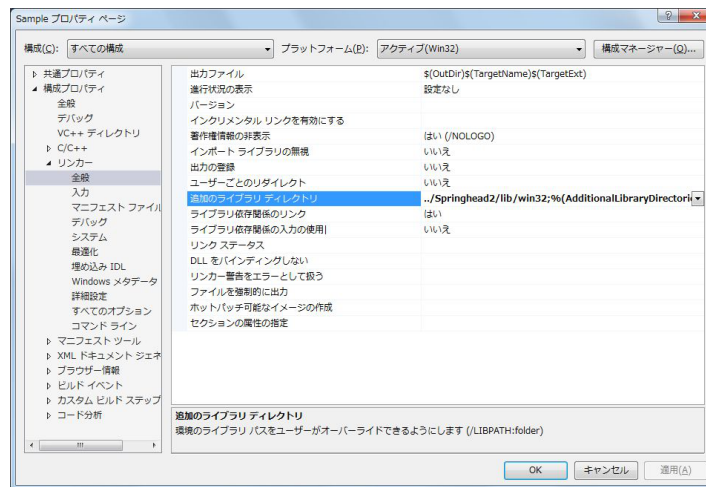 Sample プロパティ ページ
構成(C): すべての構成 プラットフォーム(P): アクティブ(Win32) 構成マネージャー(O)...
共通プロパティ
構成プロパティ
全般
デバッグ
VC++ ディレクトリ
C/C++
リンカー
全般
入力
マニフェスト ファイル
デバッグ
システム
最適化
埋め込み IDL
Windows メタデータ
詳細設定
すべてのオプション
コマンド ライン
マニフェスト ツール
XML ドキュメント ジェネ
ブラウザー情報
ビルド イベント
カスタム ビルド ステップ
コード分析
出力ファイル $(OutDir)$(TargetName)$(TargetExt)
進行状況の表示 設定なし
バージョン
インクリメンタル リンクを有効にする
著作権情報の非表示 はい (/NOLOGO)
インポート ライブラリの無視 いいえ
出力の登録 いいえ
ユーザーごとのリダイレクト いいえ
追加のライブラリ ディレクトリ ../Springhead2/lib/win32;%(AdditionalLibraryDirectori
ライブラリ依存関係のリンク はい
ライブラリ依存関係の入力の使用| いいえ
リンク ステータス
DLL をバインディングしない
リンカー警告をエラーとして扱う
ファイルを強制的に出力
ホットパッチ可能なイメージの作成
セクションの属性の指定
追加のライブラリ ディレクトリ
環境のライブラリ パスをユーザーがオーバーライドできるようにします (/LIBPATH:folder)
OK キャンセル 適用(A)